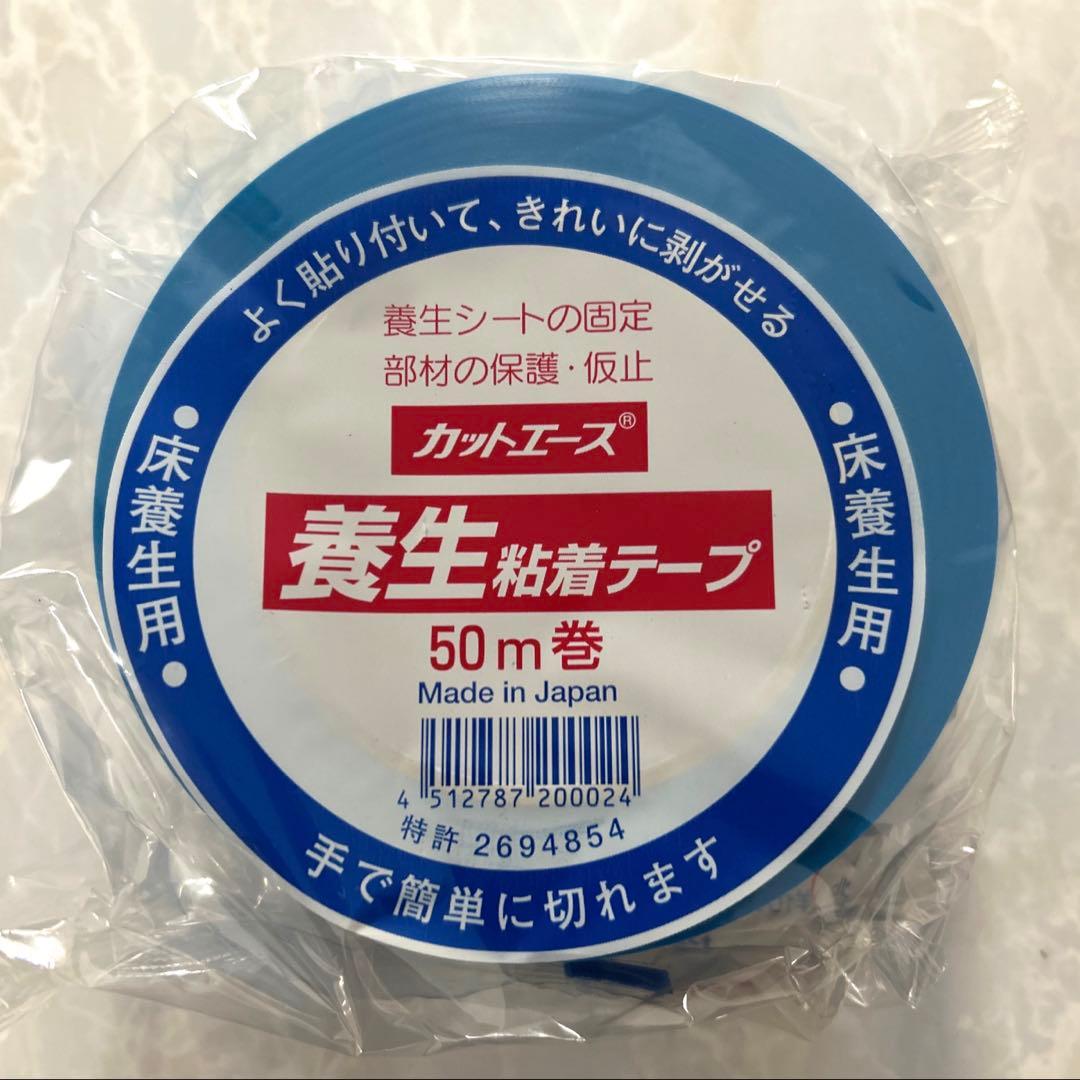 よく貼り付いて、きれいに剥がせる
養生シートの固定
部材の保護・仮止
カットエース®
養生粘着テープ
50m巻
Made in Japan
4 512787 200024
特許 2694854
●床養生用●
●床養生用●
手で簡単に切れます